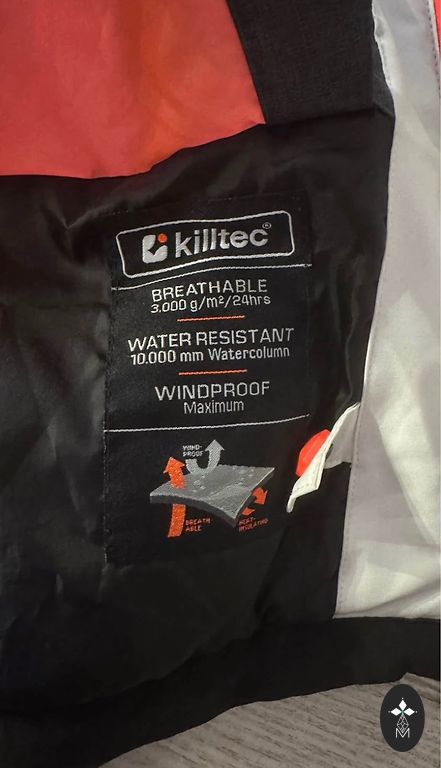 killtec®
BREATHABLE
3.000 g/m²/24hrs
WATER RESISTANT
10.000 mm Watercolumn
WINDPROOF
Maximum
WIND-
PROOF
BREATH-
ABLE
HEAT-
INSULATING
M